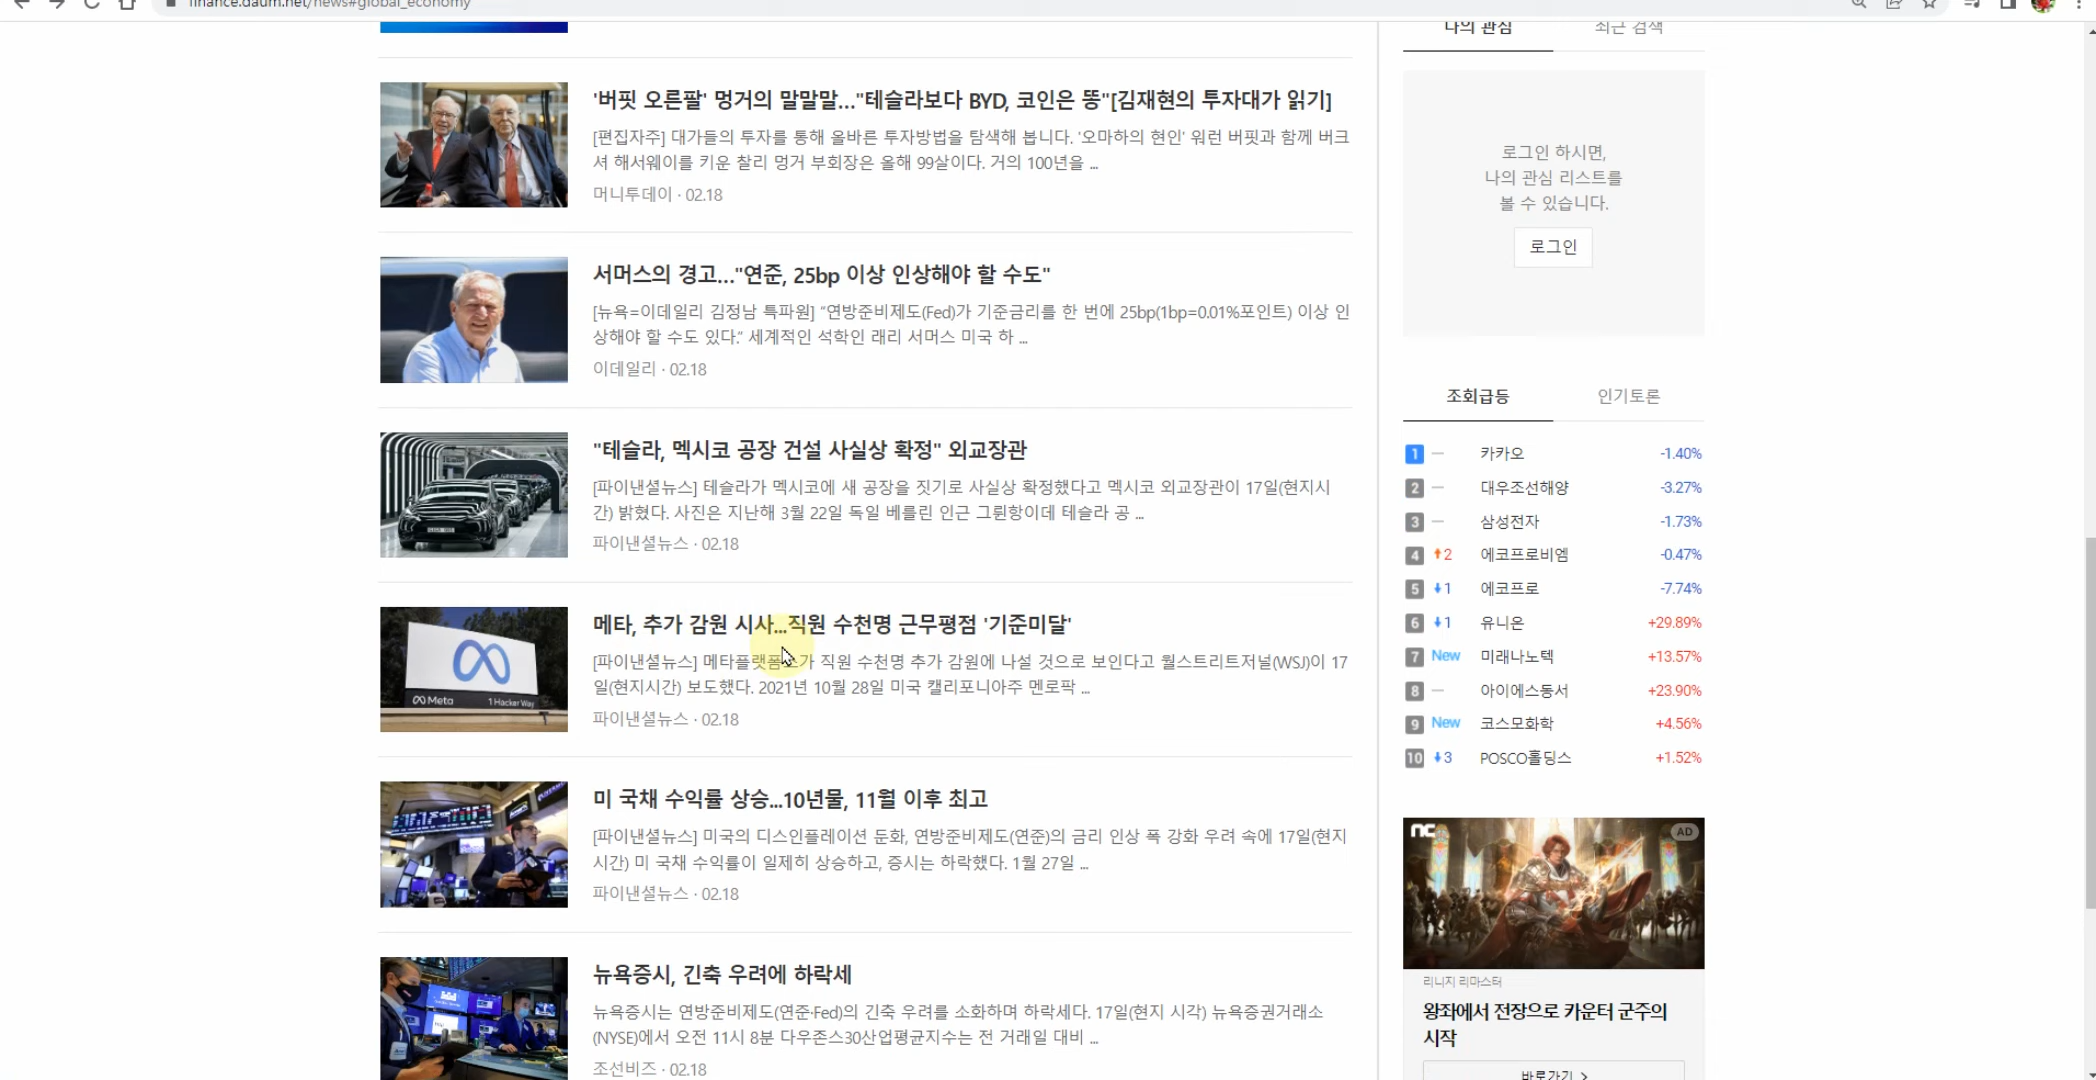 finance.daum.net/news#global_economy
'버핏 오른팔' 멍거의 말말말..."테슬라보다 BYD, 코인은 똥"[김재현의 투자대가 읽기]
[편집자주] 대가들의 투자를 통해 올바른 투자방법을 탐색해 봅니다. '오마하의 현인' 워런 버핏과 함께 버크
셔 해서웨이를 키운 찰리 멍거 부회장은 올해 99살이다. 거의 100년을 ...
머니투데이 · 02.18
서머스의 경고..."연준, 25bp 이상 인상해야 할 수도"
[뉴욕=이데일리 김정남 특파원] “연방준비제도(Fed)가 기준금리를 한 번에 25bp(1bp=0.01%포인트) 이상 인
상해야 할 수도 있다.” 세계적인 석학인 래리 서머스 미국 하 ...
이데일리 · 02.18
"테슬라, 멕시코 공장 건설 사실상 확정" 외교장관
[파이낸셜뉴스] 테슬라가 멕시코에 새 공장을 짓기로 사실상 확정했다고 멕시코 외교장관이 17일(현지시
간) 밝혔다. 사진은 지난해 3월 22일 독일 베를린 인근 그륀항이데 테슬라 공 ...
파이낸셜뉴스 · 02.18
메타, 추가 감원 시사...직원 수천명 근무평점 '기준미달'
[파이낸셜뉴스] 메타플랫폼스가 직원 수천명 추가 감원에 나설 것으로 보인다고 월스트리트저널(WSJ)이 17
일(현지시간) 보도했다. 2021년 10월 28일 미국 캘리포니아주 멘로팍 ...
파이낸셜뉴스 · 02.18
Meta 1 Hacker Way
미 국채 수익률 상승...10년물, 11월 이후 최고
[파이낸셜뉴스] 미국의 디스인플레이션 둔화, 연방준비제도(연준)의 금리 인상 폭 강화 우려 속에 17일(현지
시간) 미 국채 수익률이 일제히 상승하고, 증시는 하락했다. 1월 27일 ...
파이낸셜뉴스 · 02.18
뉴욕증시, 긴축 우려에 하락세
뉴욕증시는 연방준비제도(연준·Fed)의 긴축 우려를 소화하며 하락세다. 17일(현지 시각) 뉴욕증권거래소
(NYSE)에서 오전 11시 8분 다우존스30산업평균지수는 전 거래일 대비 ...
조선비즈 · 02.18
나의 관심 최근 검색
로그인 하시면,
나의 관심 리스트를
볼 수 있습니다.
로그인
조회급등 인기토론
1 카카오 -1.40%
2 대우조선해양 -3.27%
3 삼성전자 -1.73%
4 2 에코프로비엠 -0.47%
5 1 에코프로 -7.74%
6 1 유니온 +29.89%
7 New 미래나노텍 +13.57%
8 아이에스동서 +23.90%
9 New 코스모화학 +4.56%
10 3 POSCO홀딩스 +1.52%
nc AD
리니지 리마스터
왕좌에서 전장으로 카운터 군주의
시작
바로가기 >